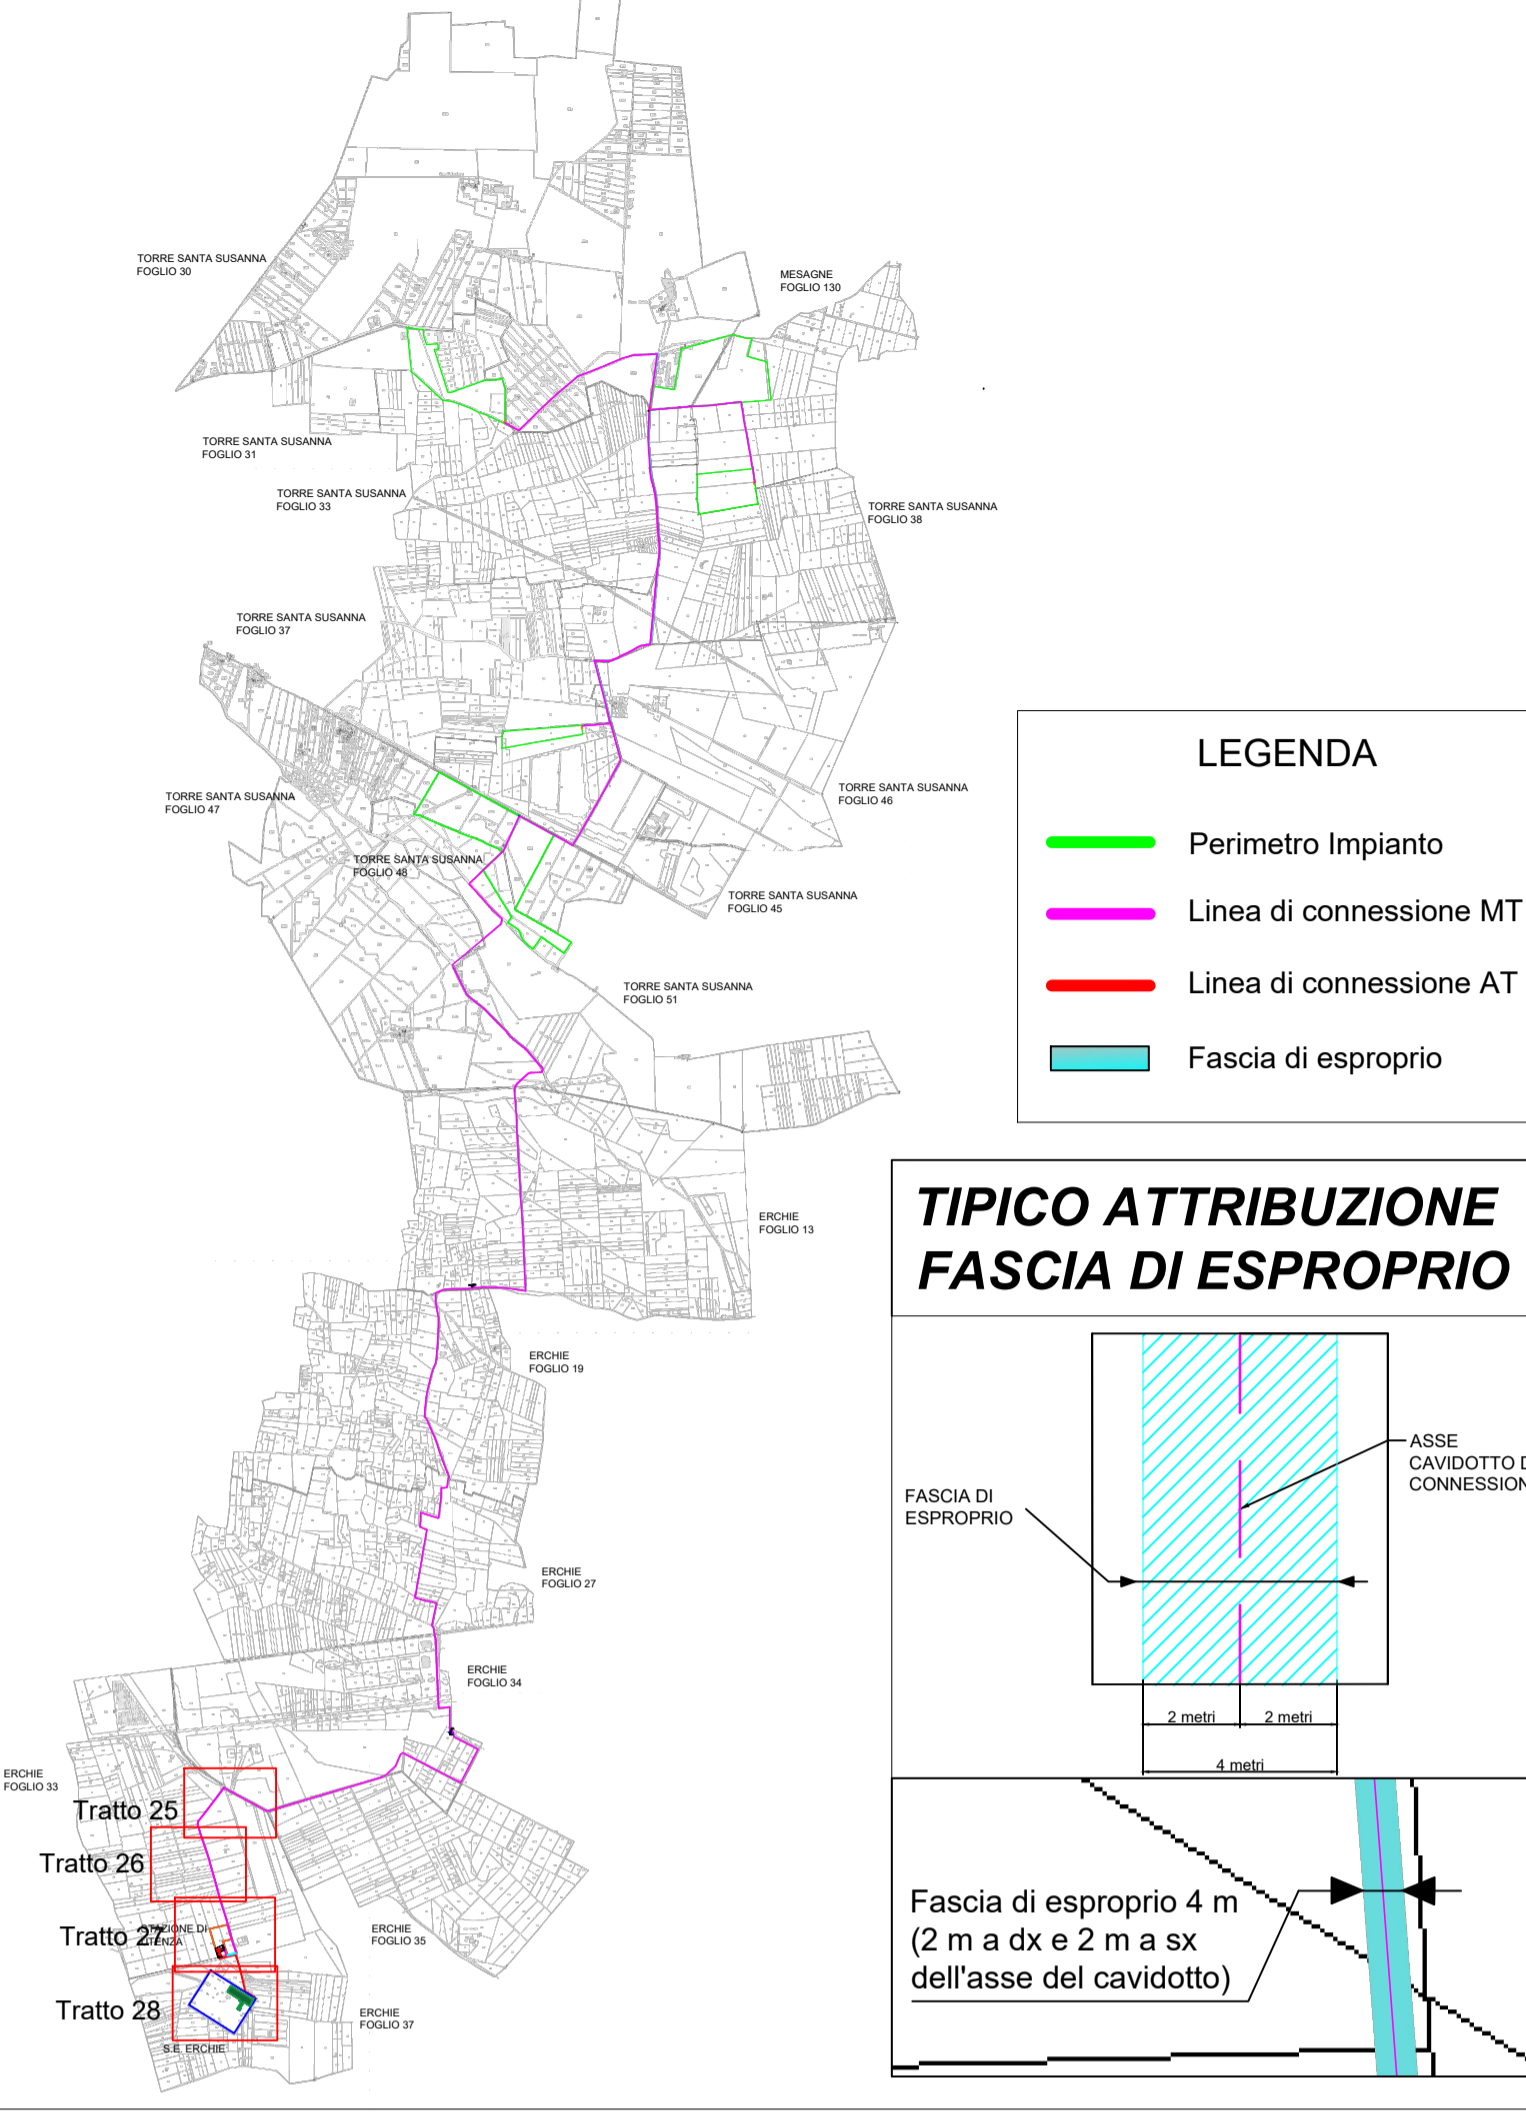 TORRE SANTA SUSANNA
FOGLIO 30
MESAGNE
FOGLIO 130
TORRE SANTA SUSANNA
FOGLIO 31
TORRE SANTA SUSANNA
FOGLIO 33
TORRE SANTA SUSANNA
FOGLIO 38
TORRE SANTA SUSANNA
FOGLIO 37
TORRE SANTA SUSANNA
FOGLIO 47
TORRE SANTA SUSANNA
FOGLIO 46
TORRE SANTA SUSANNA
FOGLIO 48
TORRE SANTA SUSANNA
FOGLIO 45
TORRE SANTA SUSANNA
FOGLIO 51
ERCHIE
FOGLIO 13
ERCHIE
FOGLIO 19
ERCHIE
FOGLIO 27
ERCHIE
FOGLIO 34
ERCHIE
FOGLIO 33
Tratto 25
Tratto 26
Tratto 27
STAZIONE DI
UTENZA
ERCHIE
FOGLIO 35
Tratto 28
ERCHIE
FOGLIO 37
S.E. ERCHIE
LEGENDA
Perimetro Impianto
Linea di connessione MT
Linea di connessione AT
Fascia di esproprio
TIPICO ATTRIBUZIONE
FASCIA DI ESPROPRIO
ASSE
CAVIDOTTO D
CONNESSION
FASCIA DI
ESPROPRIO
2 metri 2 metri
4 metri
Fascia di esproprio 4 m
(2 m a dx e 2 m a sx
dell'asse del cavidotto)